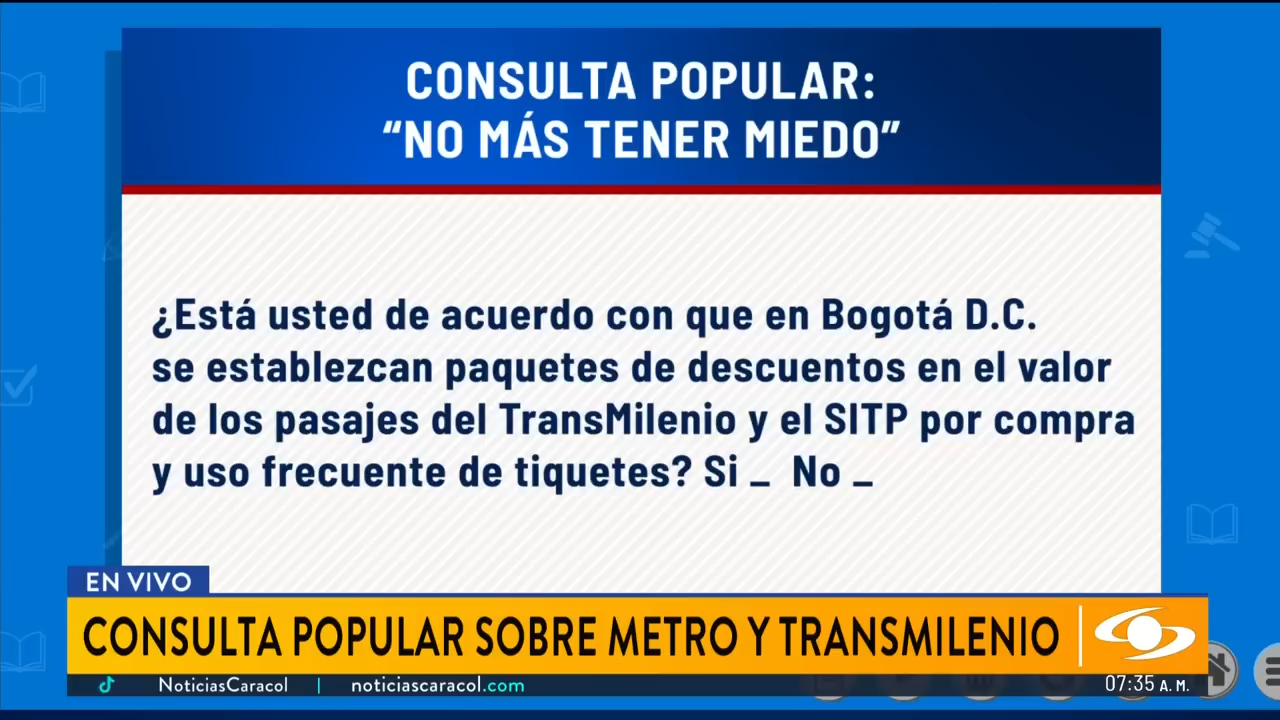 CONSULTA POPULAR:
“NO MÁS TENER MIEDO”
¿Está usted de acuerdo con que en Bogotá D.C.
se establezcan paquetes de descuentos en el valor
de los pasajes del TransMilenio y el SITP por compra
y uso frecuente de tiquetes? Si _ No _
EN VIVO
CONSULTA POPULAR SOBRE METRO Y TRANSMILENIO
NoticiasCaracol | noticiascaracol.com
07:35 A. M.